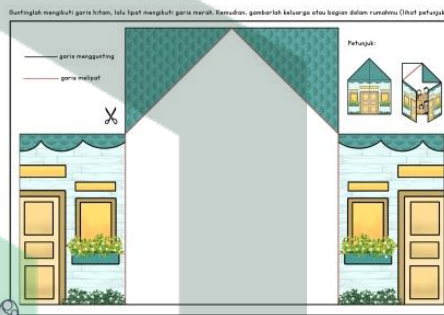 Guntinglah mengikuti garis hitam, lalu lipat mengikuti garis merah. Kemudian, gambarlah keluarga atau bagian dalam rumahmu (lihat petunjuk
garis menggunting
garis melipat
Petunjuk: